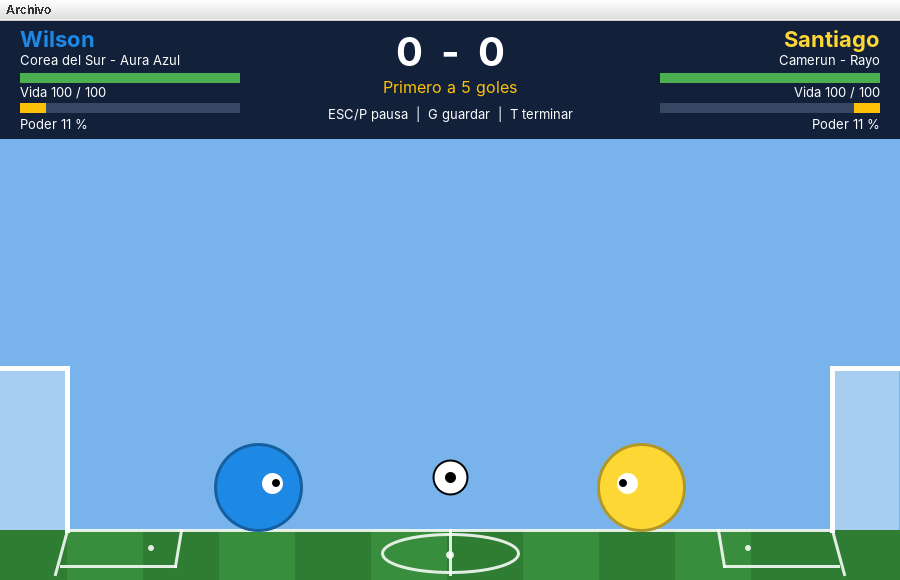 Archivo
Wilson
Corea del Sur - Aura Azul
Vida 100 / 100
Poder 11 %
0 - 0
Primero a 5 goles
ESC/P pausa | G guardar | T terminar
Santiago
Camerun - Rayo
Vida 100 / 100
Poder 11 %